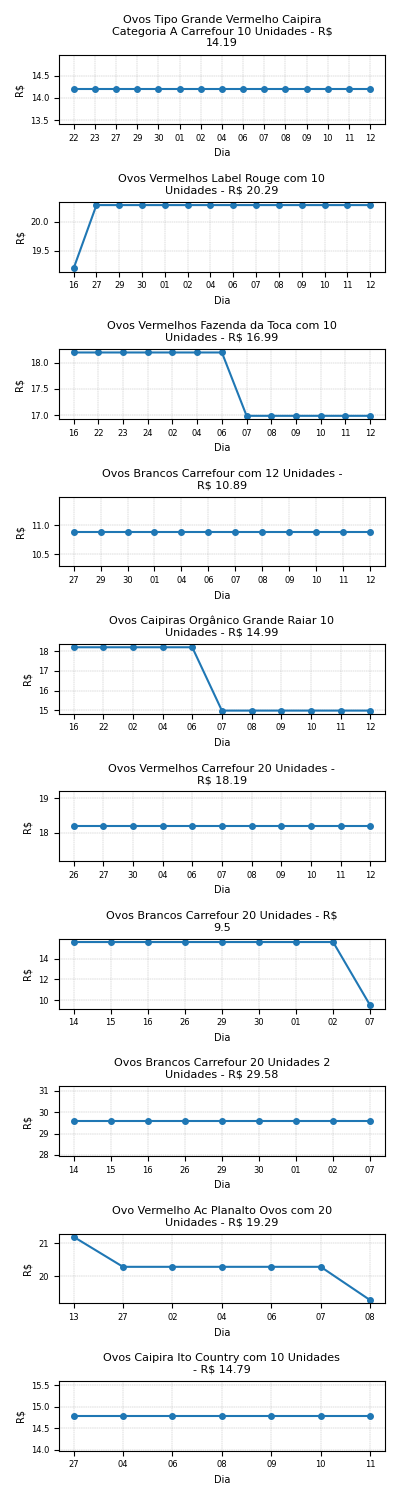 Ovos Tipo Grande Vermelho Caipira
Categoria A Carrefour 10 Unidades - R$
14.19
14.5
14.0
13.5
R$
22 23 27 29 30 01 02 04 06 07 08 09 10 11 12
Dia
Ovos Vermelhos Label Rouge com 10
Unidades - R$ 20.29
20.0
19.5
R$
16 27 29 30 01 02 04 06 07 08 09 10 11 12
Dia
Ovos Vermelhos Fazenda da Toca com 10
Unidades - R$ 16.99
18.0
17.5
17.0
R$
16 22 23 24 02 04 06 07 08 09 10 11 12
Dia
Ovos Brancos Carrefour com 12 Unidades -
R$ 10.89
11.0
10.5
R$
27 29 30 01 04 06 07 08 09 10 11 12
Dia
Ovos Caipiras Orgânico Grande Raiar 10
Unidades - R$ 14.99
18
17
16
15
R$
16 22 02 04 06 07 08 09 10 11 12
Dia
Ovos Vermelhos Carrefour 20 Unidades -
R$ 18.19
19
18
R$
26 27 30 04 06 07 08 09 10 11 12
Dia
Ovos Brancos Carrefour 20 Unidades - R$
9.5
14
12
10
R$
14 15 16 26 29 30 01 02 07
Dia
Ovos Brancos Carrefour 20 Unidades 2
Unidades - R$ 29.58
31
30
29
28
R$
14 15 16 26 29 30 01 02 07
Dia
Ovo Vermelho Ac Planalto Ovos com 20
Unidades - R$ 19.29
21
20
R$
13 27 02 04 06 07 08
Dia
Ovos Caipira Ito Country com 10 Unidades
- R$ 14.79
15.5
15.0
14.5
14.0
R$
27 04 06 08 09 10 11
Dia